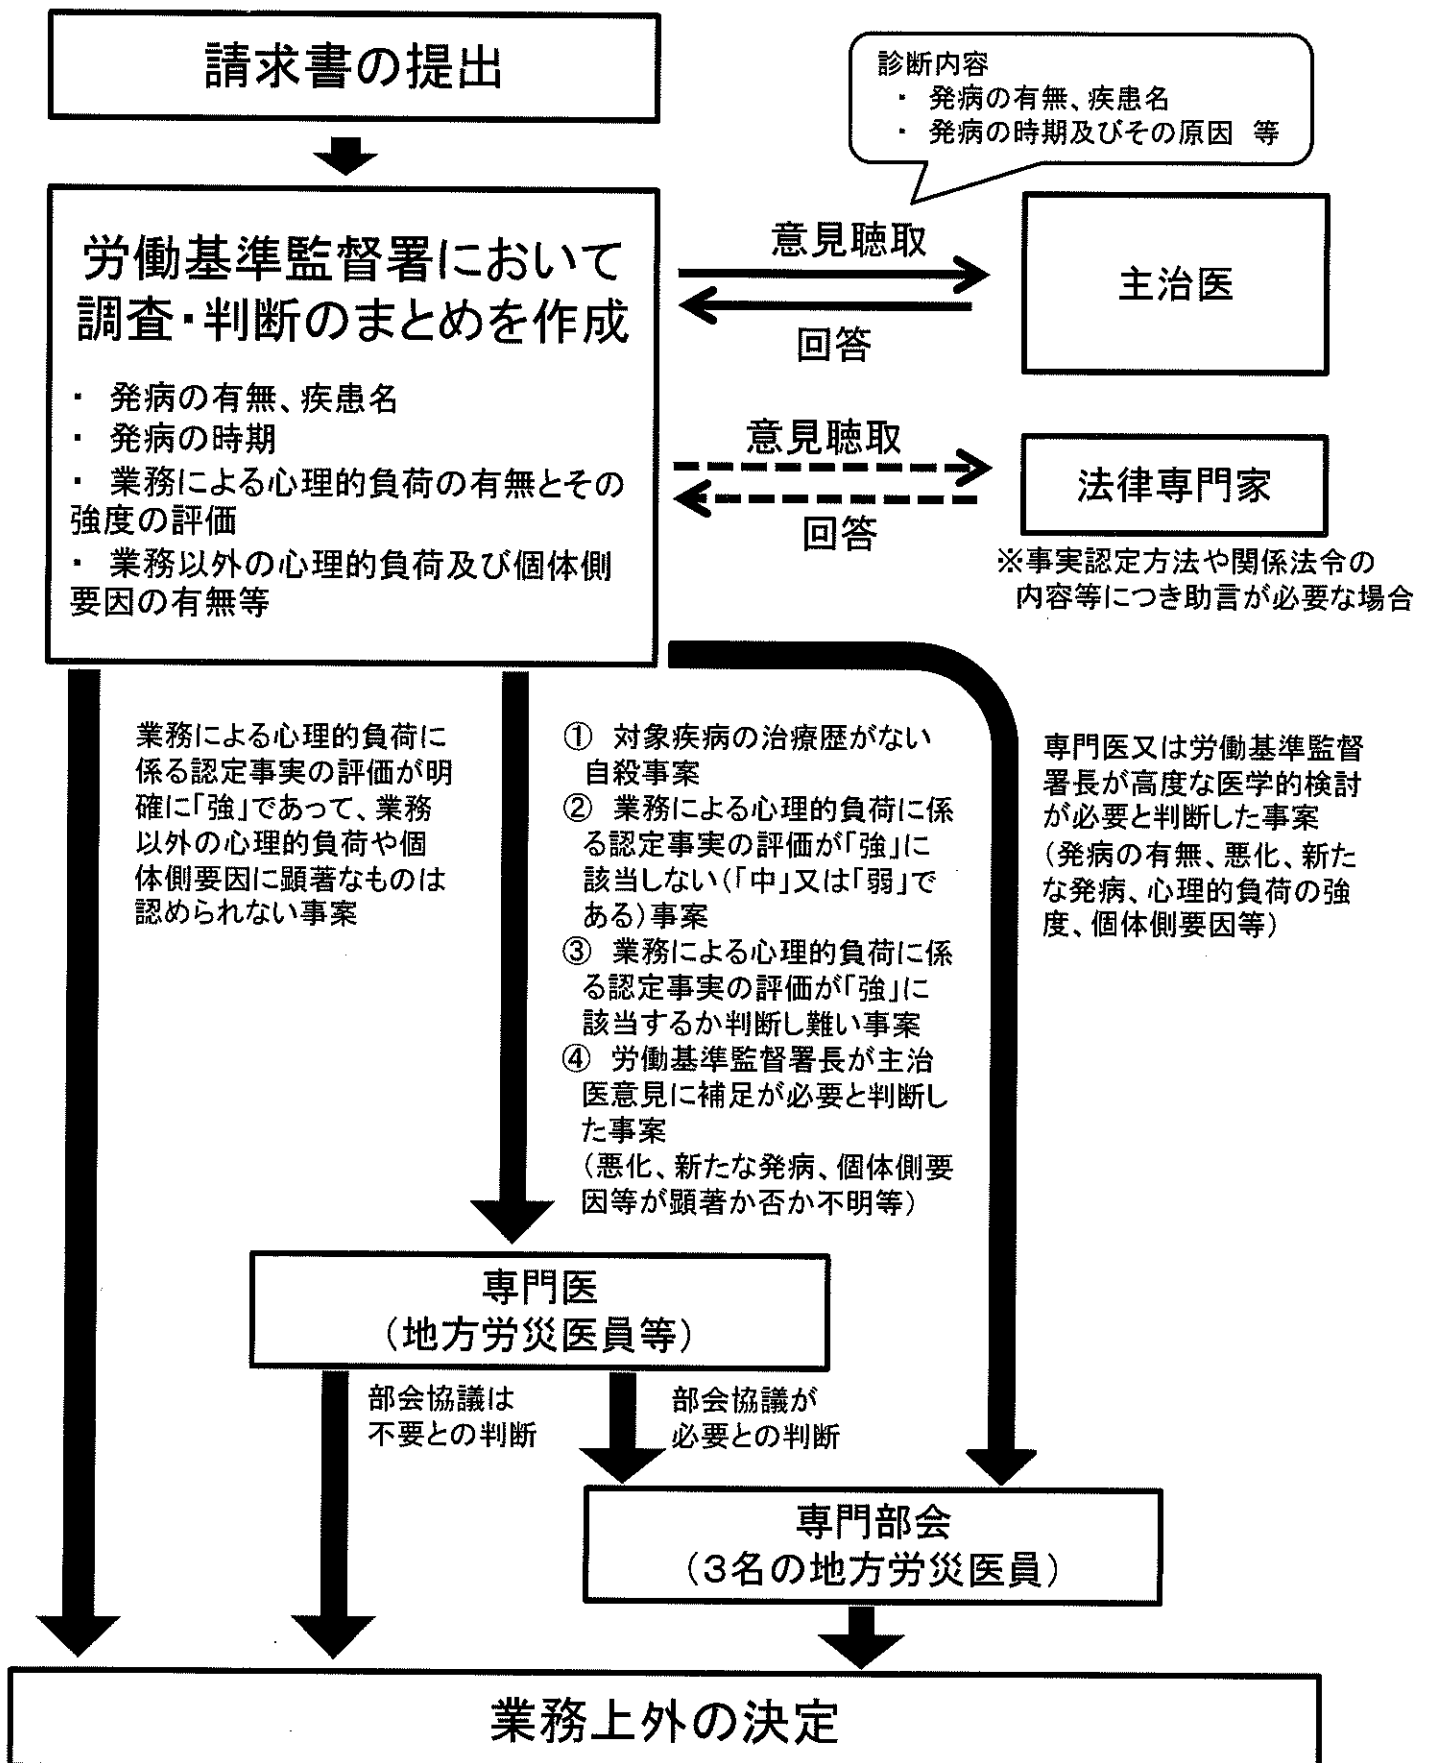 請求書の提出
診断内容
・ 発病の有無、疾患名
・ 発病の時期及びその原因 等
労働基準監督署において
調査・判断のまとめを作成
・ 発病の有無、疾患名
・ 発病の時期
・ 業務による心理的負荷の有無とその
強度の評価
・ 業務以外の心理的負荷及び個体側
要因の有無等
意見聴取
回答
主治医
意見聴取
回答
法律専門家
※事実認定方法や関係法令の
内容等につき助言が必要な場合
業務による心理的負荷に
係る認定事実の評価が明
確に「強」であって、業務
以外の心理的負荷や個
体側要因に顕著なものは
認められない事案
① 対象疾病の治療歴がない
自殺事案
② 業務による心理的負荷に係
る認定事実の評価が「強」に
該当しない(「中」又は「弱」で
ある)事案
③ 業務による心理的負荷に係
る認定事実の評価が「強」に
該当するか判断し難い事案
④ 労働基準監督署長が主治
医意見に補足が必要と判断し
た事案
(悪化、新たな発病、個体側要
因等が顕著か否か不明等)
専門医又は労働基準監督
署長が高度な医学的検討
が必要と判断した事案
(発病の有無、悪化、新た
な発病、心理的負荷の強
度、個体側要因等)
専門医
(地方労災医員等)
部会協議は
不要との判断
部会協議が
必要との判断
専門部会
(3名の地方労災医員)
業務上外の決定